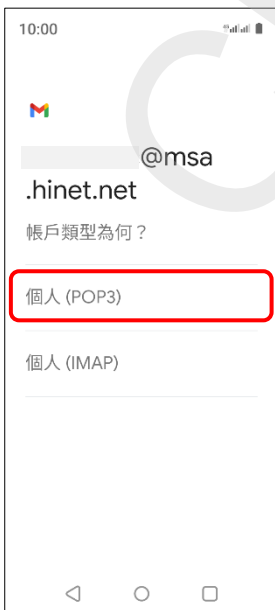 10:00
@msa
.hinet.net
帳戶類型為何？
個人 (POP3)
個人 (IMAP)